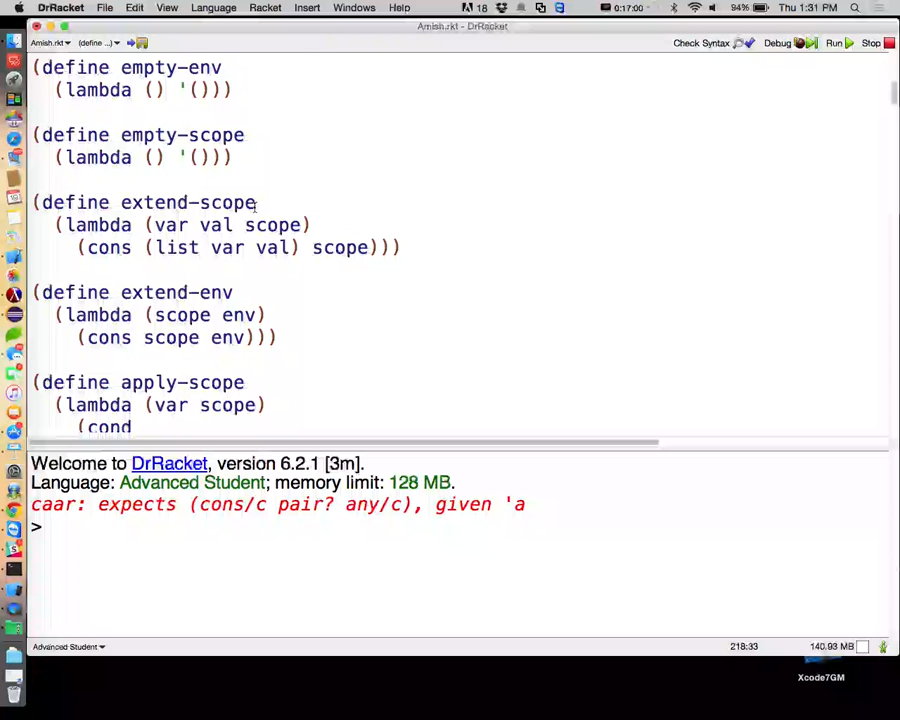 DrRacket File Edit View Language Racket Insert Windows Help 18 0:17:00 94% Thu 1:31 PM
Amish.rkt - DrRacket
Amish.rkt (define ...) Check Syntax Debug Run Stop
(define empty-env
(lambda () '()))
(define empty-scope
(lambda () '()))
(define extend-scope
(lambda (var val scope)
(cons (list var val) scope)))
(define extend-env
(lambda (scope env)
(cons scope env)))
(define apply-scope
(lambda (var scope)
(cond
Welcome to DrRacket, version 6.2.1 [3m].
Language: Advanced Student; memory limit: 128 MB.
caar: expects (cons/c pair? any/c), given 'a
>
Advanced Student 218:33 140.93 MB
Xcode7GM